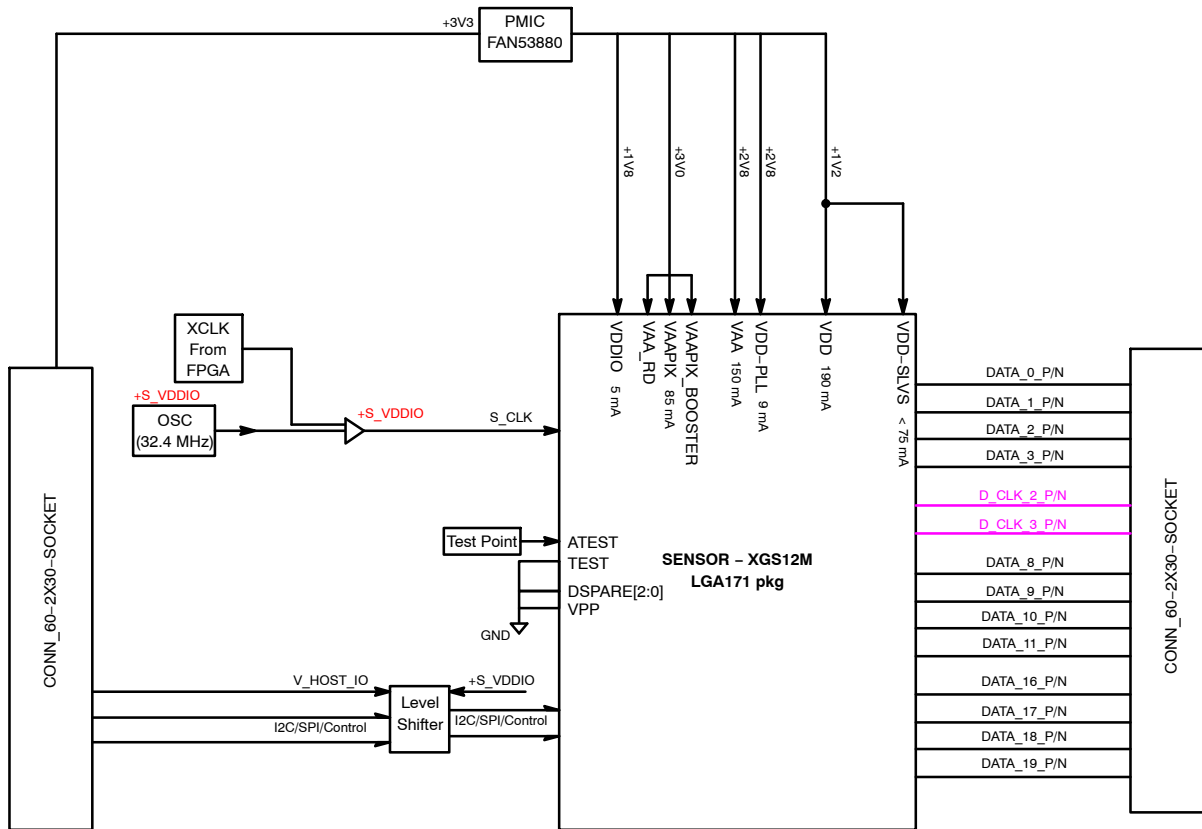 +3V3
PMIC
FAN53880
+1V8
+3V0
+2V8
+2V8
+1V2
XCLK
From
FPGA
+S_VDDIO
OSC
(32.4 MHz)
+S_VDDIO
S_CLK
VDDIO 5 mA
VAA_RD
VAAPIX 85 mA
VAAPIX_BOOSTER
VAA 150 mA
VDD-PLL 9 mA
VDD 190 mA
VDD-SLVS < 75 mA
CONN_60-2X30-SOCKET
Test Point
ATEST
TEST
DSPARE[2:0]
VPP
GND
SENSOR – XGS12M
LGA171 pkg
V_HOST_IO
Level
Shifter
+S_VDDIO
I2C/SPI/Control
I2C/SPI/Control
DATA_0_P/N
DATA_1_P/N
DATA_2_P/N
DATA_3_P/N
D_CLK_2_P/N
D_CLK_3_P/N
DATA_8_P/N
DATA_9_P/N
DATA_10_P/N
DATA_11_P/N
DATA_16_P/N
DATA_17_P/N
DATA_18_P/N
DATA_19_P/N
CONN_60-2X30-SOCKET